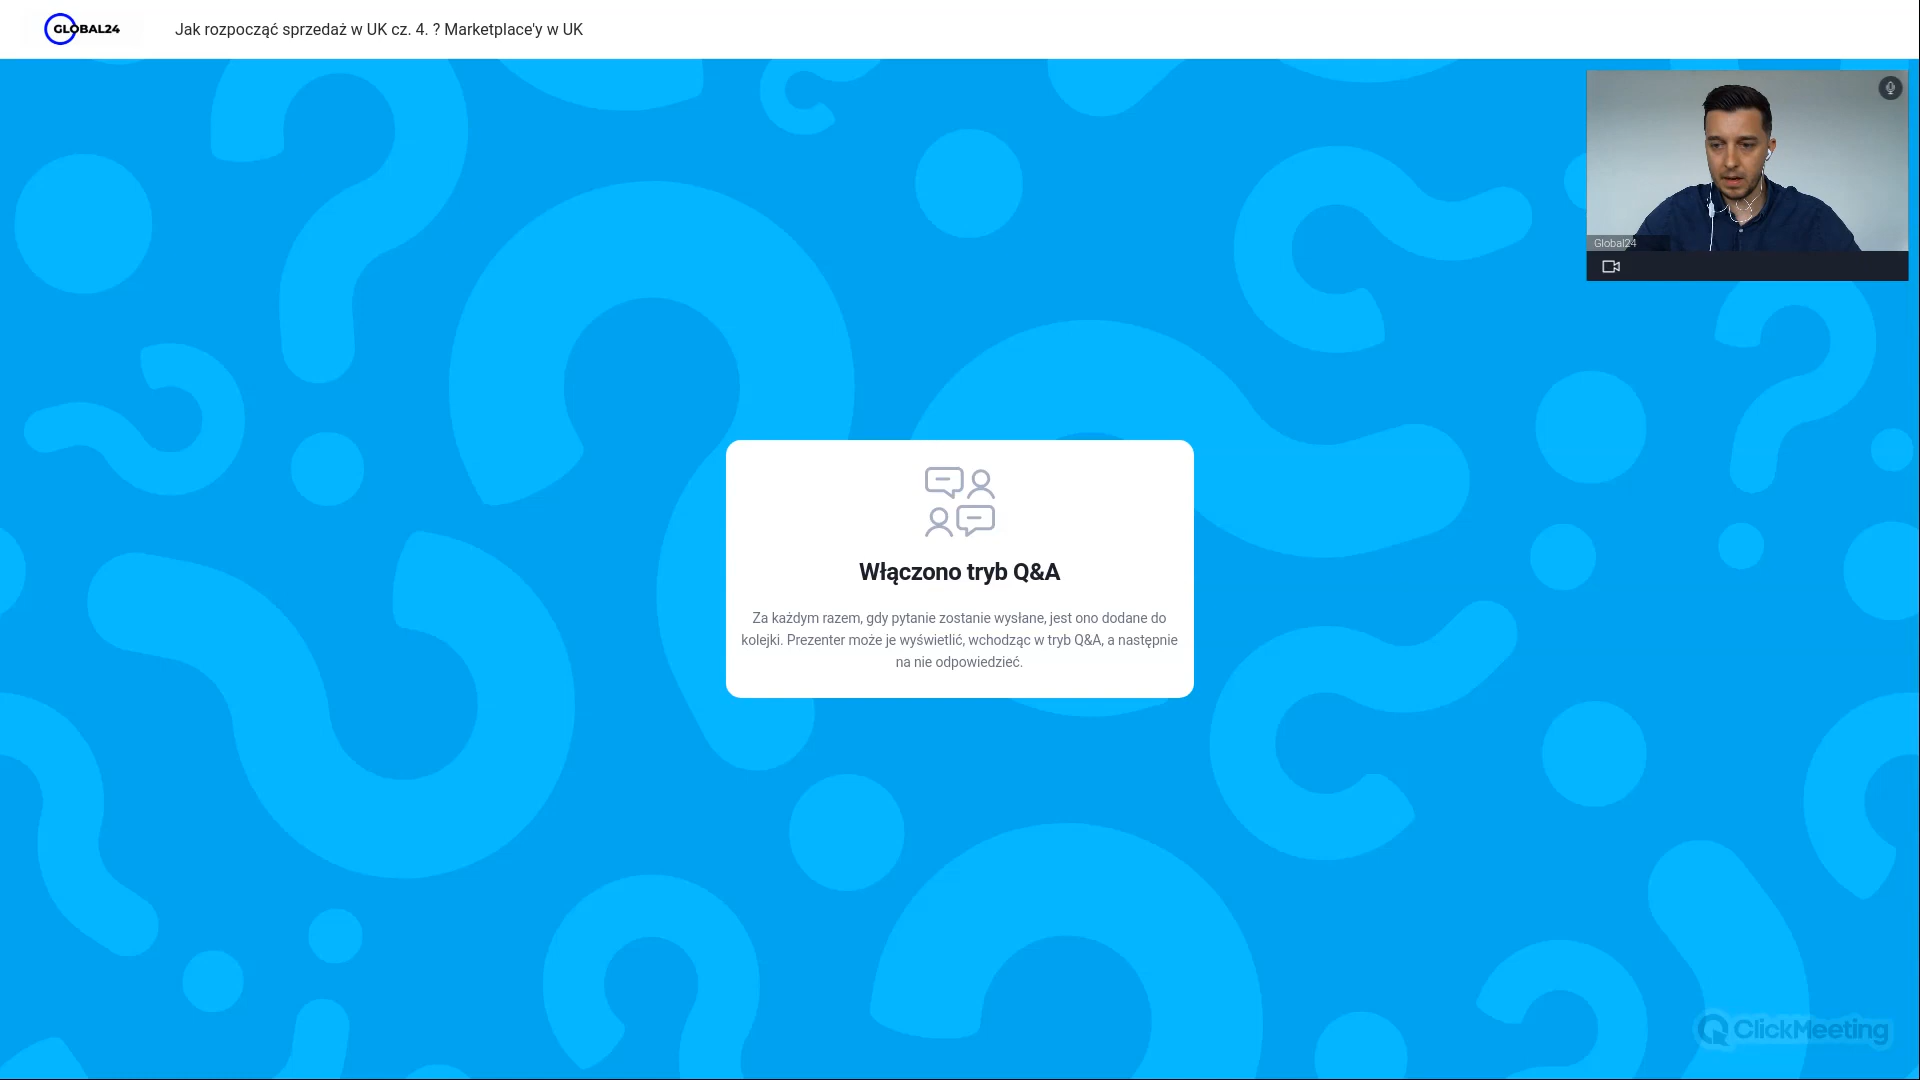 GLOBAL24
Jak rozpocząć sprzedaż w UK cz. 4. ? Marketplace'y w UK
Global24
Włączono tryb Q&A
Za każdym razem, gdy pytanie zostanie wysłane, jest ono dodane do
kolejki. Prezenter może je wyświetlić, wchodząc w tryb Q&A, a następnie
na nie odpowiedzieć.
ClickMeeting